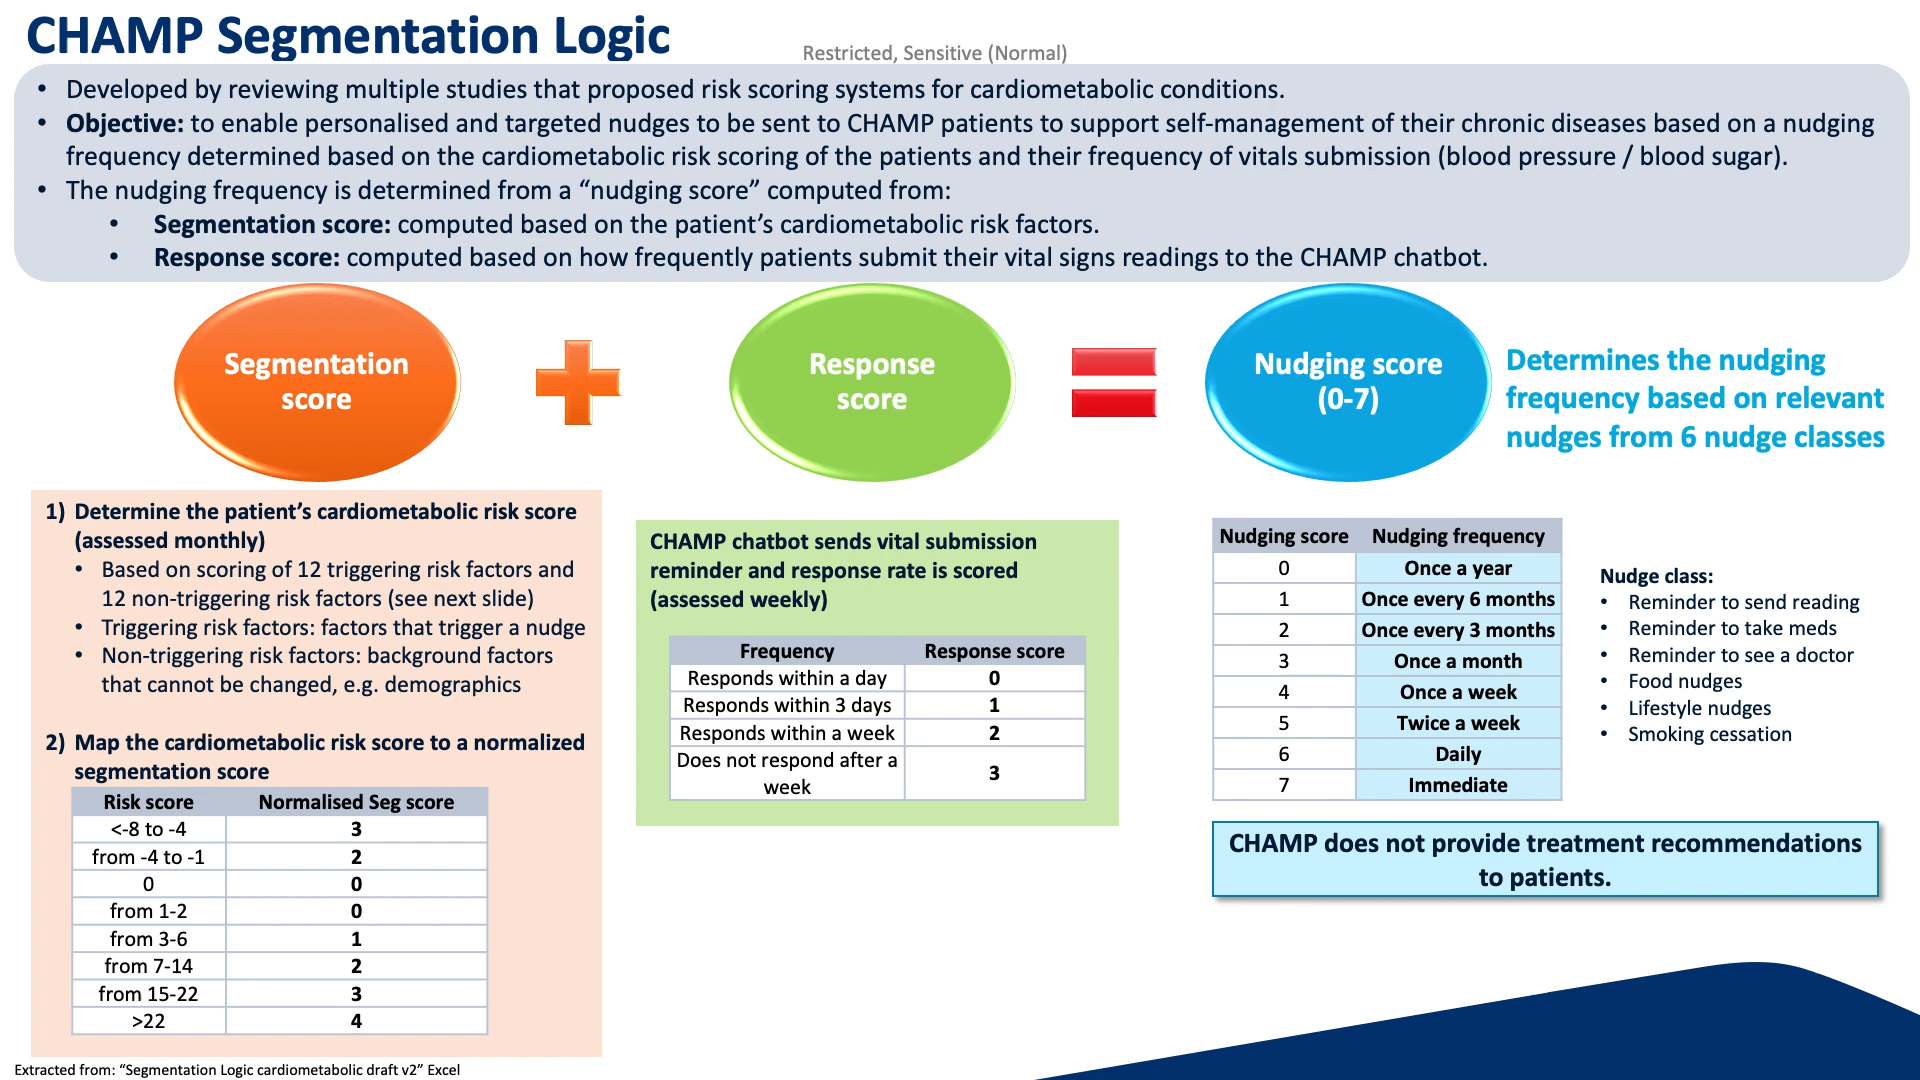 CHAMP Segmentation Logic
Restricted, Sensitive (Normal)
• Developed by reviewing multiple studies that proposed risk scoring systems for cardiometabolic conditions.
• Objective: to enable personalised and targeted nudges to be sent to CHAMP patients to support self-management of their chronic diseases based on a nudging
frequency determined based on the cardiometabolic risk scoring of the patients and their frequency of vitals submission (blood pressure / blood sugar).
• The nudging frequency is determined from a “nudging score” computed from:
• Segmentation score: computed based on the patient’s cardiometabolic risk factors.
• Response score: computed based on how frequently patients submit their vital signs readings to the CHAMP chatbot.
Segmentation
score
Response
score
Nudging score
(0-7)
Determines the nudging
frequency based on relevant
nudges from 6 nudge classes
1) Determine the patient’s cardiometabolic risk score
(assessed monthly)
• Based on scoring of 12 triggering risk factors and
12 non-triggering risk factors (see next slide)
• Triggering risk factors: factors that trigger a nudge
• Non-triggering risk factors: background factors
that cannot be changed, e.g. demographics
2) Map the cardiometabolic risk score to a normalized
segmentation score
Risk score Normalised Seg score
<-8 to -4 3
from -4 to -1 2
0 0
from 1-2 0
from 3-6 1
from 7-14 2
from 15-22 3
>22 4
CHAMP chatbot sends vital submission
reminder and response rate is scored
(assessed weekly)
Frequency Response score
Responds within a day 0
Responds within 3 days 1
Responds within a week 2
Does not respond after a
week 3
Nudging score Nudging frequency
0 Once a year
1 Once every 6 months
2 Once every 3 months
3 Once a month
4 Once a week
5 Twice a week
6 Daily
7 Immediate
Nudge class:
• Reminder to send reading
• Reminder to take meds
• Reminder to see a doctor
• Food nudges
• Lifestyle nudges
• Smoking cessation
CHAMP does not provide treatment recommendations
to patients.
Extracted from: “Segmentation Logic cardiometabolic draft v2” Excel